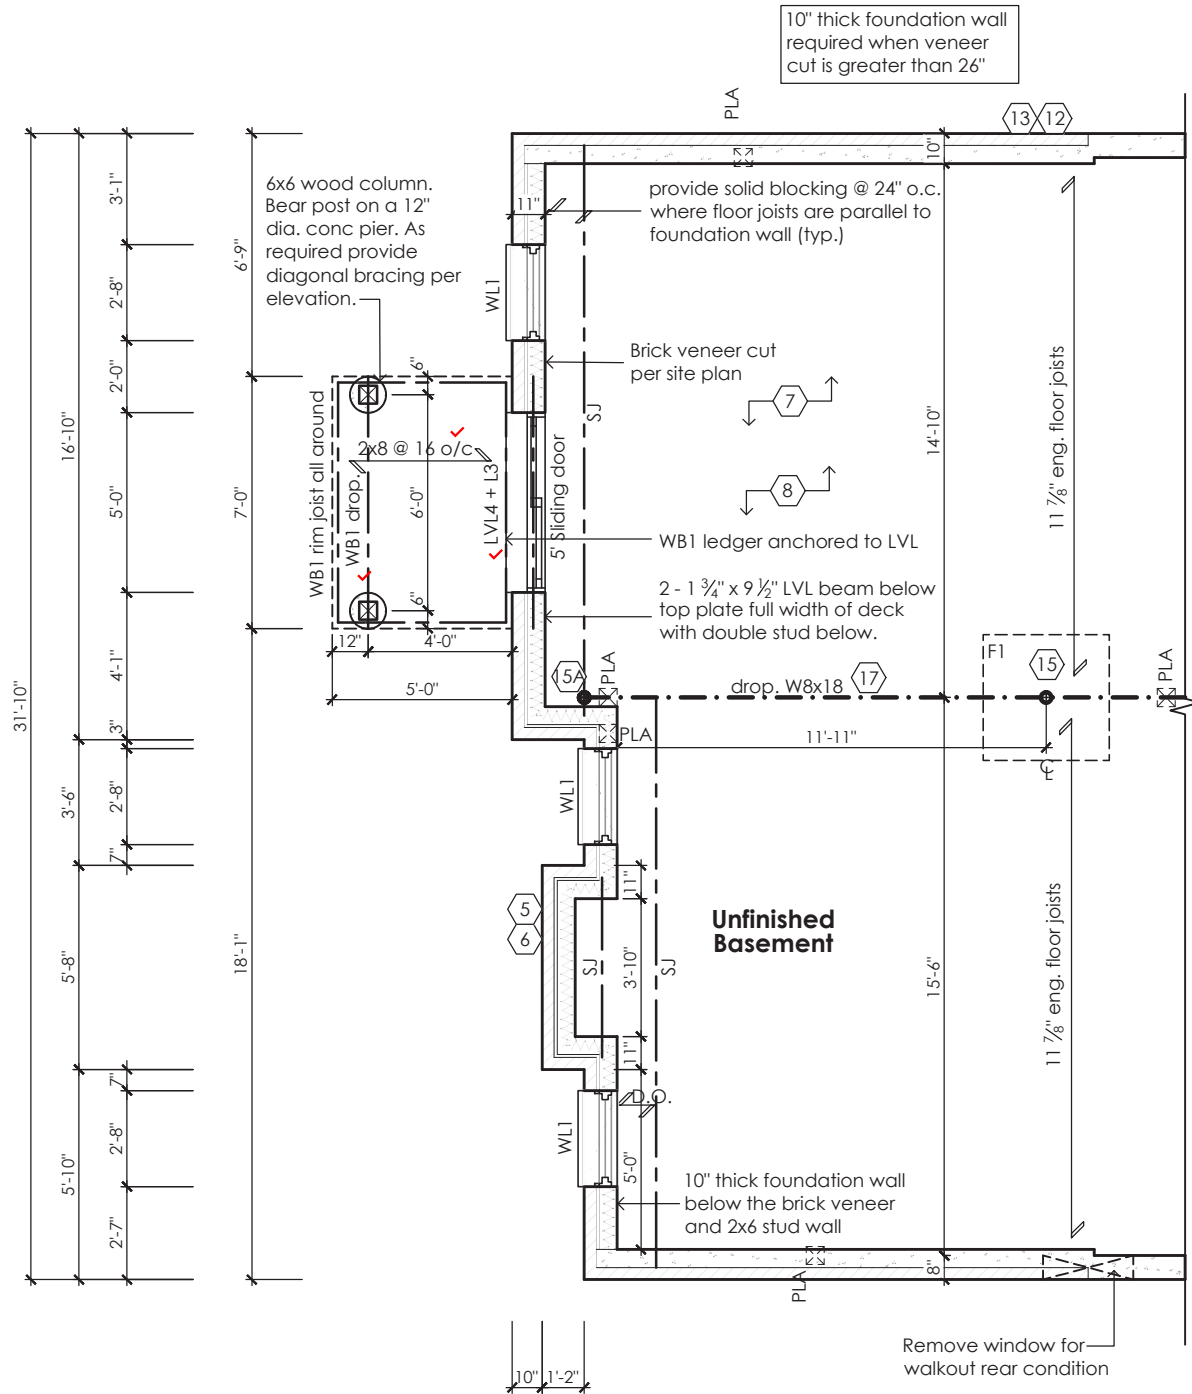 10" thick foundation wall
required when veneer
cut is greater than 26"
PLA
13
12
10"
6x6 wood column.
Bear post on a 12"
dia. conc pier. As
required provide
diagonal bracing per
elevation.
11"
provide solid blocking @ 24" o.c.
where floor joists are parallel to
foundation wall (typ.)
3'-1"
6'-9"
2'-8"
WL1
Brick veneer cut
per site plan
2'-0"
6"
7
SJ
11 7/8" eng. floor joists
16'-10"
14'-10"
WB1 rim joist all around
2x8 @ 16 o/c
WB1 drop.
6'-0"
LVL4 + L3
5' Sliding door
5'-0"
7'-0"
8
WB1 ledger anchored to LVL
2 - 1 3/4" x 9 1/2" LVL beam below
top plate full width of deck
with double stud below.
6"
12"
4'-0"
5'-0"
4'-1"
15A
PLA
drop. W8x18
17
F1
15
PLA
31'-10"
3"
PLA
11'-11"
CL
3'-6"
2'-8"
WL1
7"
11"
5
6
Unfinished
Basement
11 7/8" eng. floor joists
18'-1"
5'-8"
SJ
3'-10"
SJ
15'-6"
11"
7"
D.O.
2'-8"
WL1
5'-10"
5'-0"
10" thick foundation wall
below the brick veneer
and 2x6 stud wall
2'-7"
8"
PLA
Remove window for
walkout rear condition
10"
1'-2"